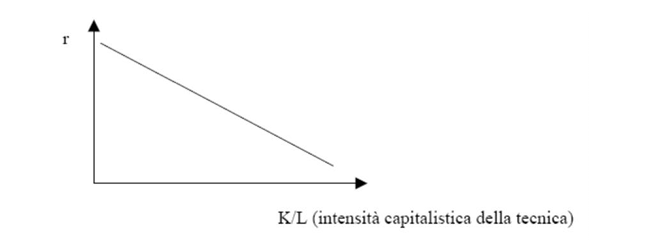 r
K/L (intensità capitalistica della tecnica)